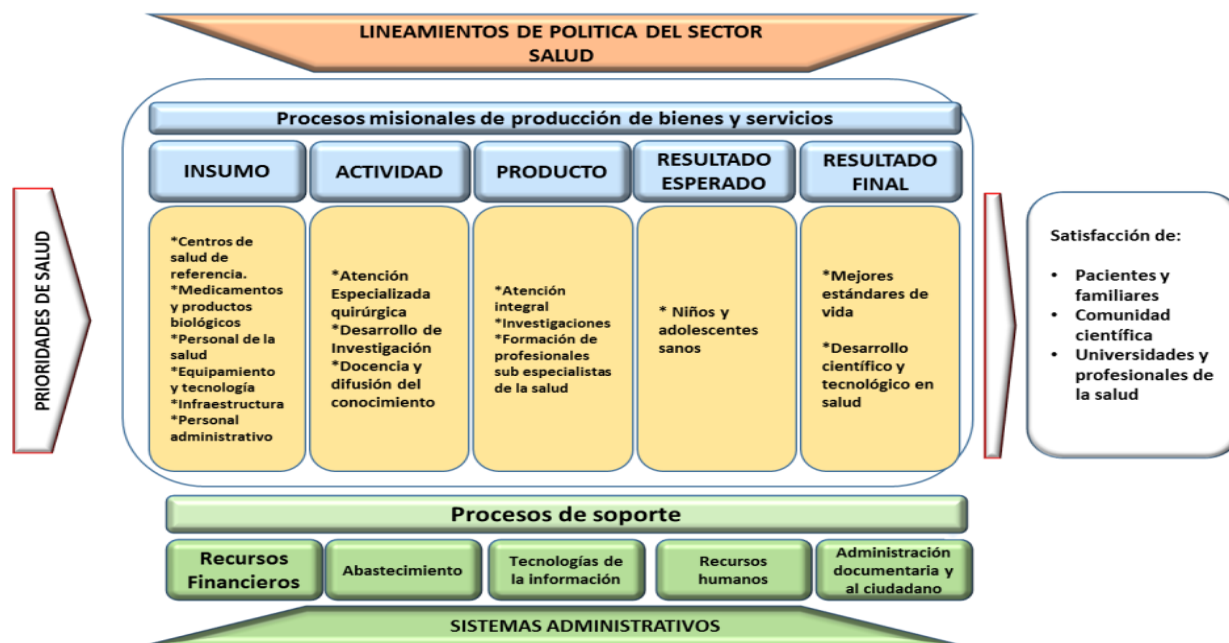 LINEAMIENTOS DE POLITICA DEL SECTOR
SALUD
Procesos misionales de producción de bienes y servicios
INSUMO
ACTIVIDAD
PRODUCTO
RESULTADO
ESPERADO
RESULTADO
FINAL
PRIORIDADES DE SALUD
*Centros de
salud de
referencia.
*Medicamentos
y productos
biológicos
*Personal de la
salud
*Equipamiento
y tecnología
*Infraestructura
*Personal
administrativo
*Atención
Especializada
quirúrgica
*Desarrollo de
Investigación
*Docencia y
difusión del
conocimiento
*Atención
integral
*Investigaciones
*Formación de
profesionales
sub especialistas
de la salud
* Niños y
adolescentes
sanos
*Mejores
estándares de
vida
*Desarrollo
científico y
tecnológico en
salud
Satisfacción de:
• Pacientes y
familiares
• Comunidad
científica
• Universidades y
profesionales de
la salud
Procesos de soporte
Recursos
Financieros
Abastecimiento
Tecnologías de
la información
Recursos
humanos
Administración
documentaria y
al ciudadano
SISTEMAS ADMINISTRATIVOS